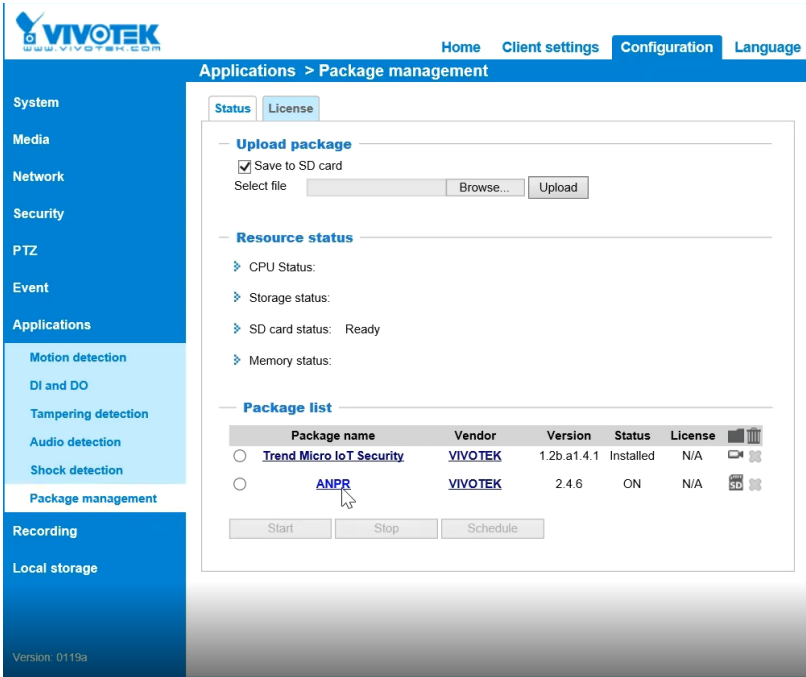 VIVOTEK
www.vivotek.com
Home Client settings Configuration Language
Applications > Package management
System
Media
Network
Security
PTZ
Event
Applications
Motion detection
DI and DO
Tampering detection
Audio detection
Shock detection
Package management
Recording
Local storage
Version: 0119a
Status License
Upload package
Save to SD card
Select file Browse... Upload
Resource status
CPU Status:
Storage status:
SD card status: Ready
Memory status:
Package list
Package name Vendor Version Status License
Trend Micro IoT Security VIVOTEK 1.2b.a1.4.1 Installed N/A
ANPR VIVOTEK 2.4.6 ON N/A SD
Start Stop Schedule